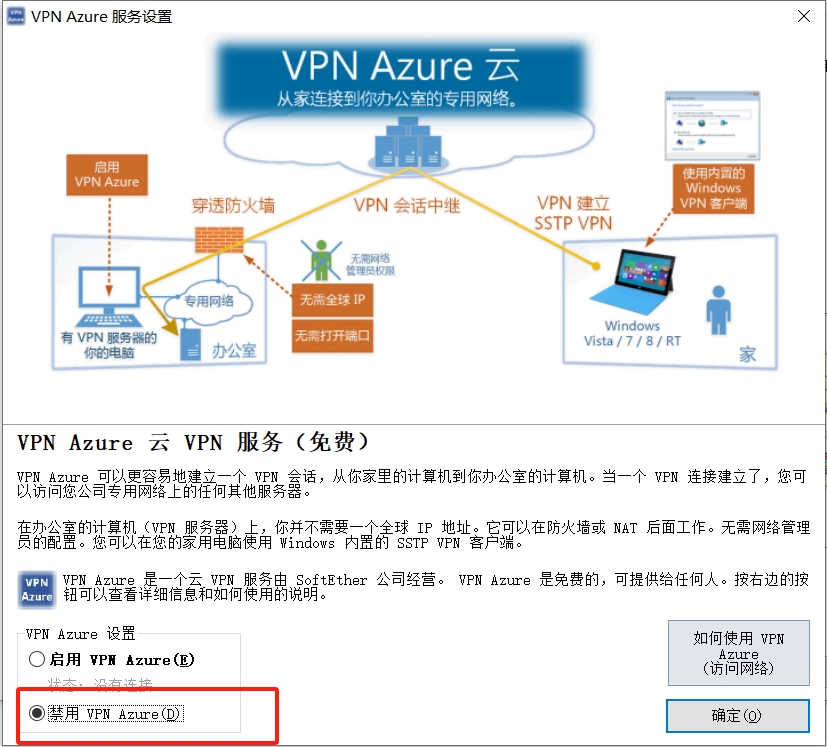 VPN Azure 服务设置
VPN Azure 云
从家连接到你办公室的专用网络。
启用
VPN Azure
穿透防火墙
VPN 会话中继
VPN 建立
SSTP VPN
使用内置的
Windows
VPN 客户端
无需网络
管理员权限
专用网络
无需全球 IP
无需打开端口
有 VPN 服务器的
你的电脑
办公室
Windows
Vista / 7 / 8 / RT
家
VPN Azure 云 VPN 服务（免费）
VPN Azure 可以更容易地建立一个 VPN 会话，从你家里的计算机到你办公室的计算机。当一个 VPN 连接建立了，您可
以访问您公司专用网络上的任何其他服务器。
在办公室的计算机（VPN 服务器）上，你并不需要一个全球 IP 地址。它可以在防火墙或 NAT 后面工作。无需网络管理
员的配置。您可以在您的家用电脑使用 Windows 内置的 SSTP VPN 客户端。
VPN
Azure
VPN Azure 是一个云 VPN 服务由 SoftEther 公司经营。 VPN Azure 是免费的，可提供给任何人。按右边的按
钮可以查看详细信息和如何使用的说明。
VPN Azure 设置
启用 VPN Azure(E)
状态: 没有连接
禁用 VPN Azure(D)
如何使用 VPN
Azure
（访问网络）
确定(O)